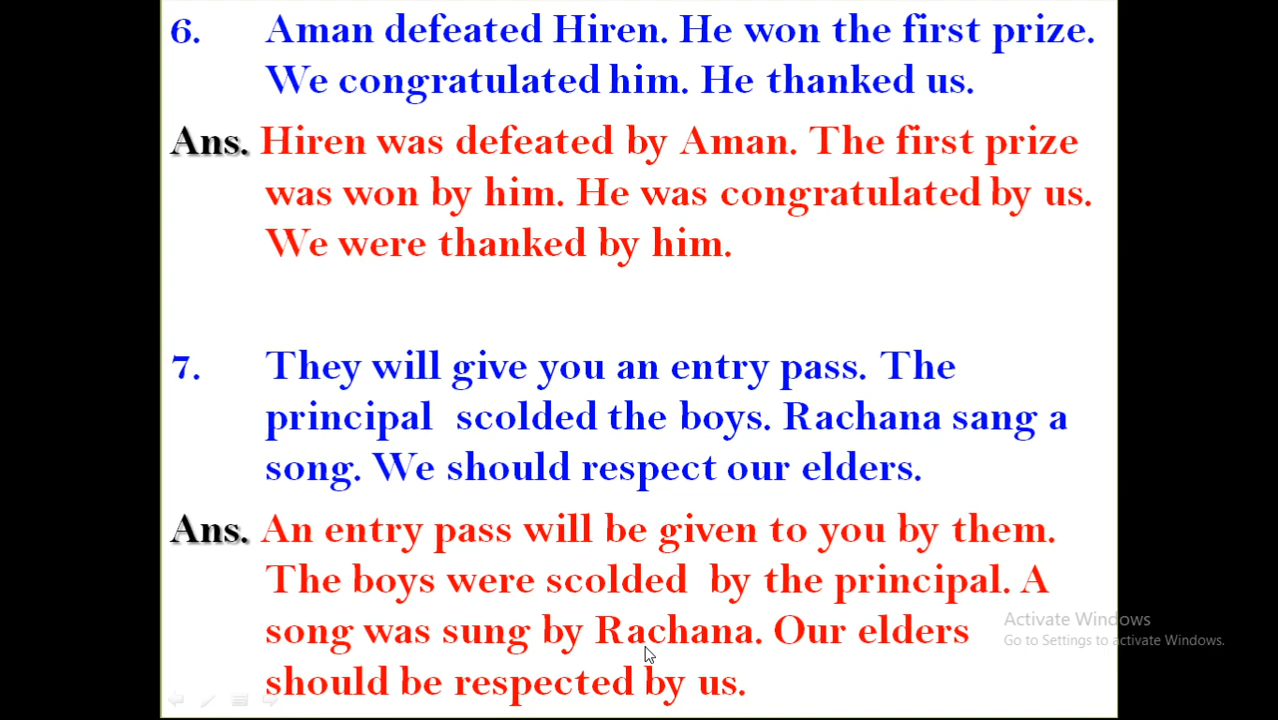 6. Aman defeated Hiren. He won the first prize.
We congratulated him. He thanked us.
Ans. Hiren was defeated by Aman. The first prize
was won by him. He was congratulated by us.
We were thanked by him.
7. They will give you an entry pass. The
principal scolded the boys. Rachana sang a
song. We should respect our elders.
Ans. An entry pass will be given to you by them.
The boys were scolded by the principal. A
song was sung by Rachana. Our elders
should be respected by us.
Activate Windows
Go to Settings to activate Windows.